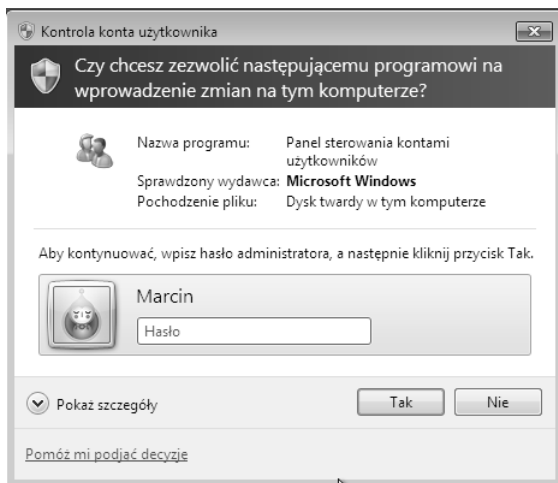 Kontrola konta użytkownika
Czy chcesz zezwolić następującemu programowi na
wprowadzenie zmian na tym komputerze?
Nazwa programu: Panel sterowania kontami
użytkowników
Sprawdzony wydawca: Microsoft Windows
Pochodzenie pliku: Dysk twardy w tym komputerze
Aby kontynuować, wpisz hasło administratora, a następnie kliknij przycisk Tak.
Marcin
Hasło
Pokaż szczegóły
Tak
Nie
Pomóż mi podjąć decyzję